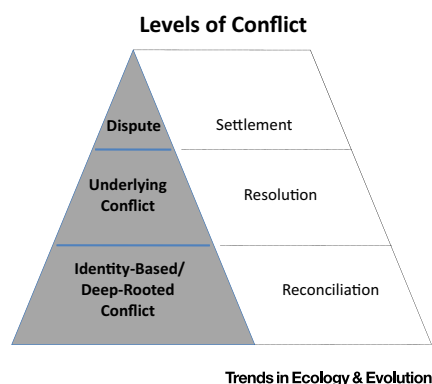 Levels of Conflict
Dispute
Settlement
Underlying
Conflict
Resolution
Identity-Based/
Deep-Rooted
Conflict
Reconciliation
Trends in Ecology & Evolution